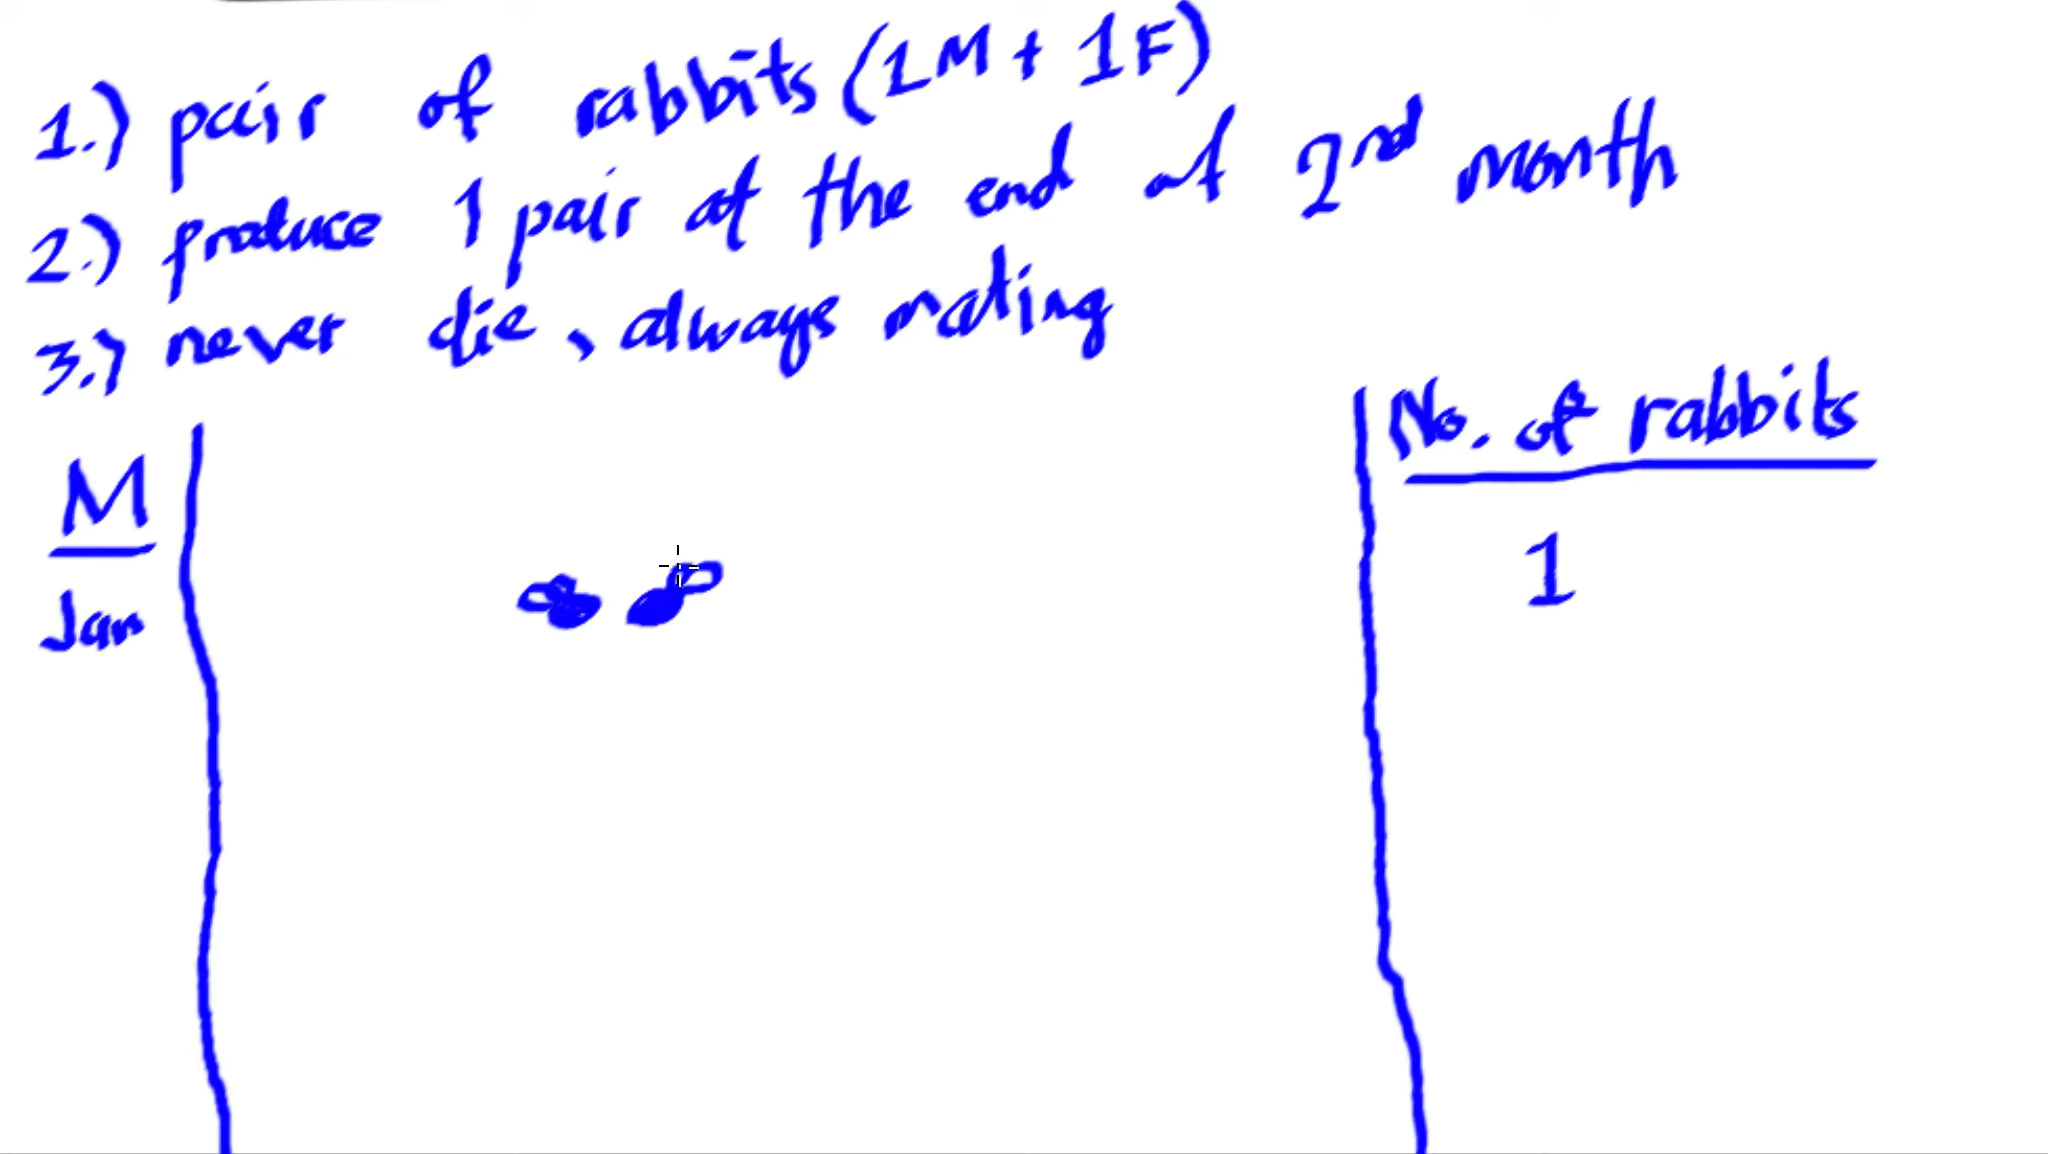 1.) pair of rabbits (1M + 1F)
2.) produce 1 pair at the end of 2nd month
3.) never die, always mating
M
No. of rabbits
Jan
1